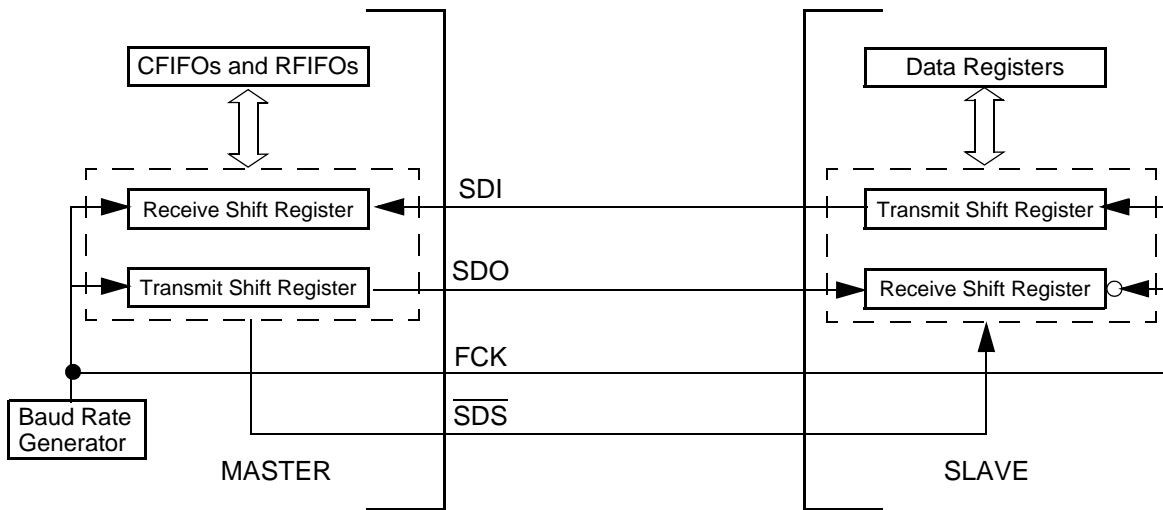 CFIFOs and RFIFOs
Data Registers
SDI
Receive Shift Register
Transmit Shift Register
SDO
Transmit Shift Register
Receive Shift Register
FCK
SDS
Baud Rate
Generator
MASTER
SLAVE